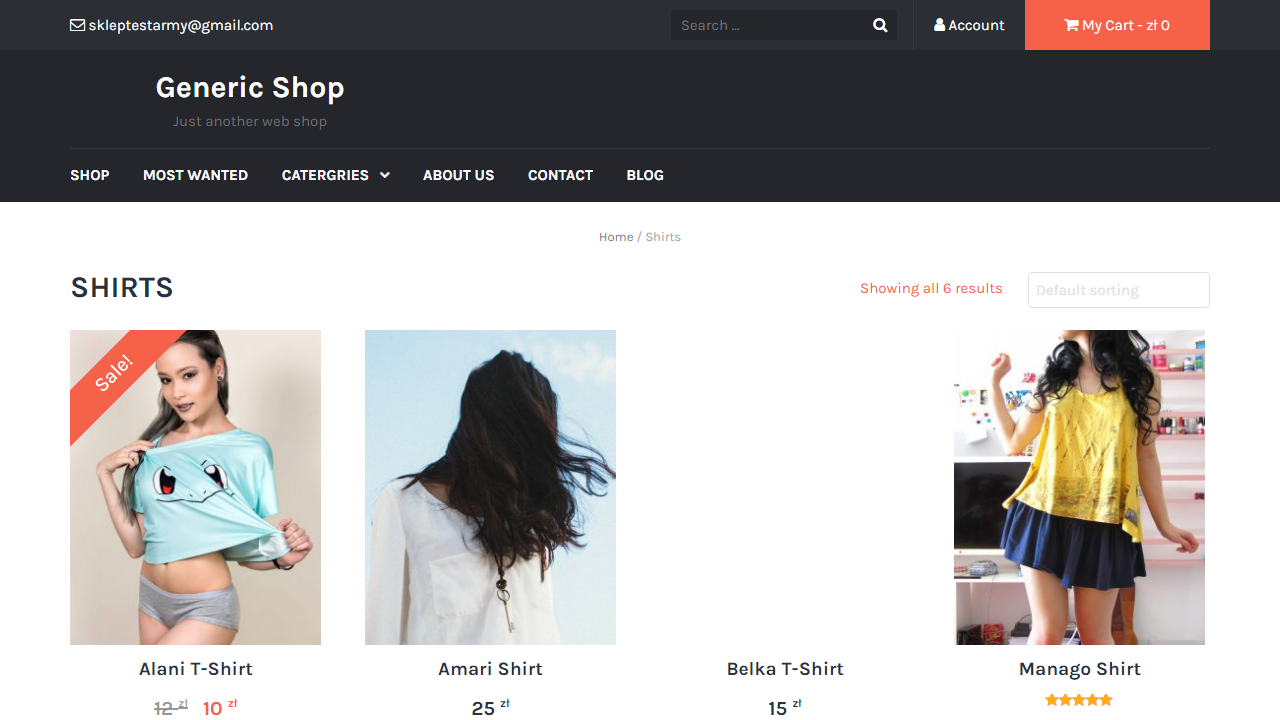 skleptestarmy@gmail.com
Search ...
Account
My Cart - zł 0
Generic Shop
Just another web shop
SHOP
MOST WANTED
CATERGRIES
ABOUT US
CONTACT
BLOG
Home / Shirts
SHIRTS
Showing all 6 results
Default sorting
Sale!
Alani T-Shirt
12 zł 10 zł
Amari Shirt
25 zł
Belka T-Shirt
15 zł
Manago Shirt